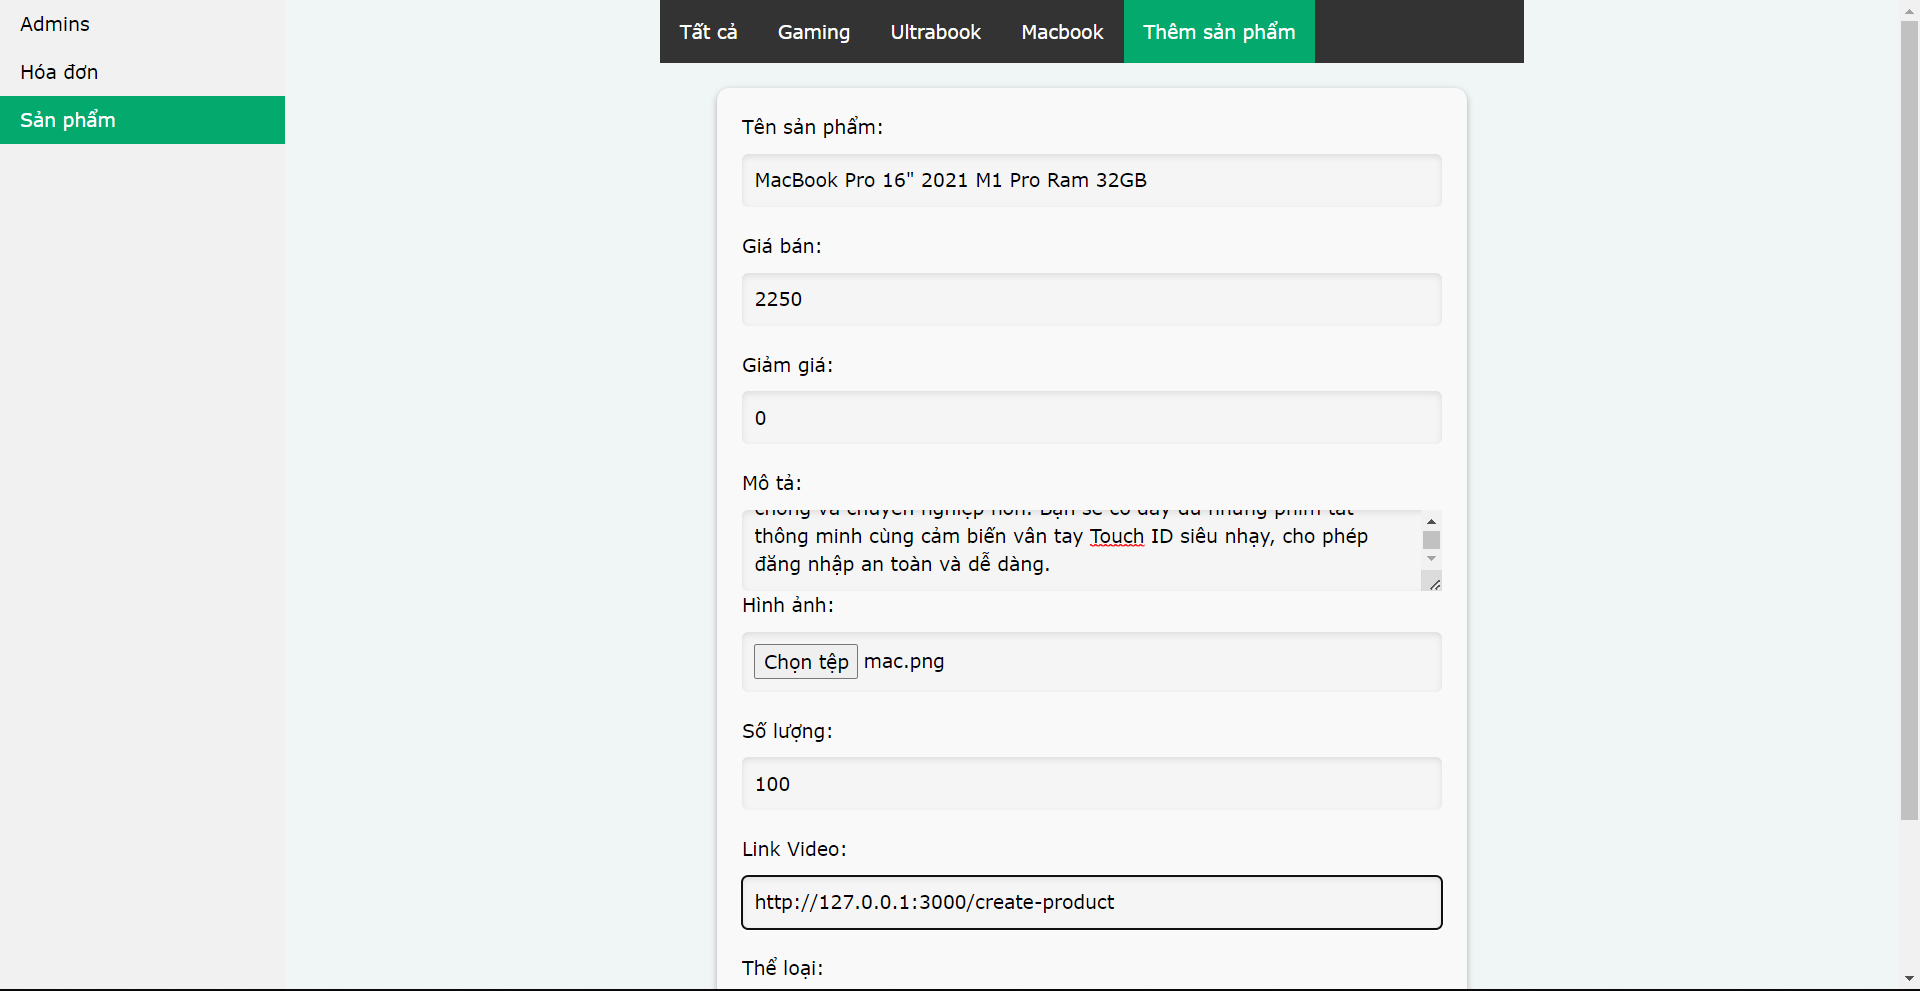 Admins
Hóa đơn
Sản phẩm
Tất cả Gaming Ultrabook Macbook Thêm sản phẩm
Tên sản phẩm:
MacBook Pro 16" 2021 M1 Pro Ram 32GB
Giá bán:
2250
Giảm giá:
0
Mô tả:
thông minh cùng cảm biến vân tay Touch ID siêu nhạy, cho phép
đăng nhập an toàn và dễ dàng.
Hình ảnh:
Chọn tệp mac.png
Số lượng:
100
Link Video:
http://127.0.0.1:3000/create-product
Thể loại: